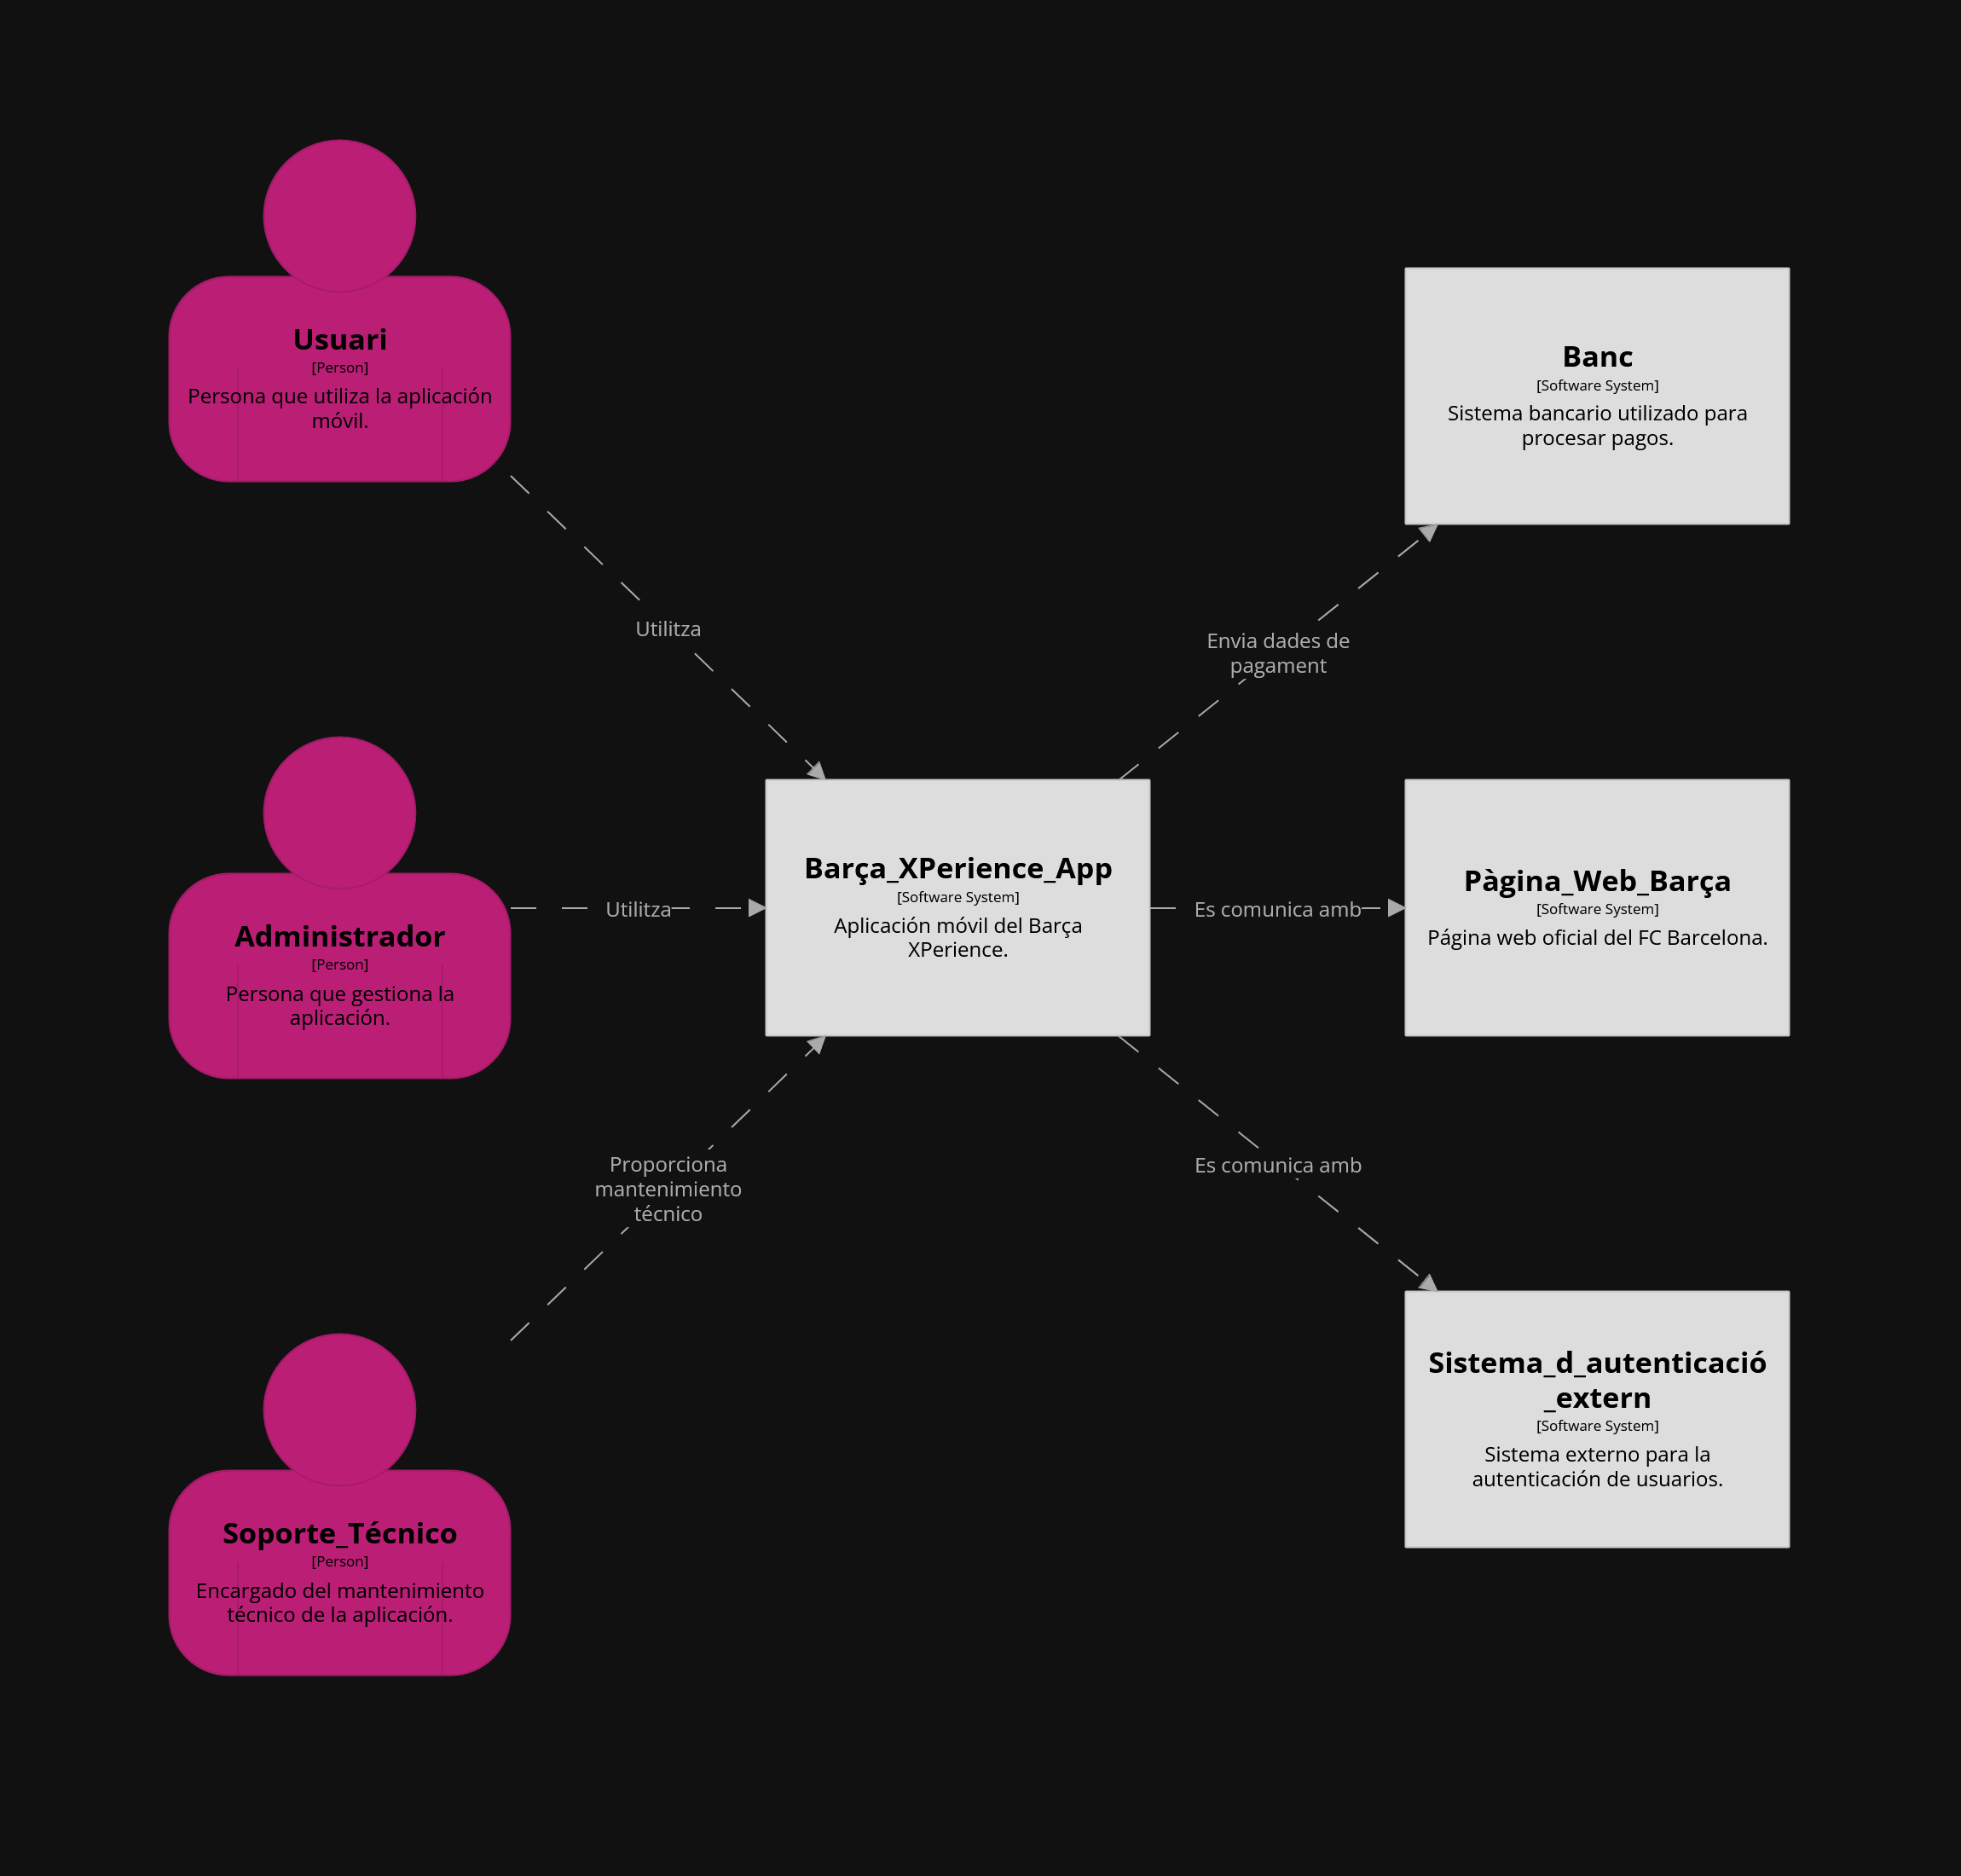 Usuari
[Person]
Persona que utiliza la aplicación
móvil.
Utilitza
Administrador
[Person]
Persona que gestiona la
aplicación.
Utilitza
Soporte_Técnico
[Person]
Encargado del mantenimiento
técnico de la aplicación.
Proporciona
mantenimiento
técnico
Barça_XPerience_App
[Software System]
Aplicación móvil del Barça
XPerience.
Envia dades de
pagament
Banc
[Software System]
Sistema bancario utilizado para
procesar pagos.
Es comunica amb
Pàgina_Web_Barça
[Software System]
Página web oficial del FC Barcelona.
Es comunica amb
Sistema_d_autenticació
_extern
[Software System]
Sistema externo para la
autenticación de usuarios.